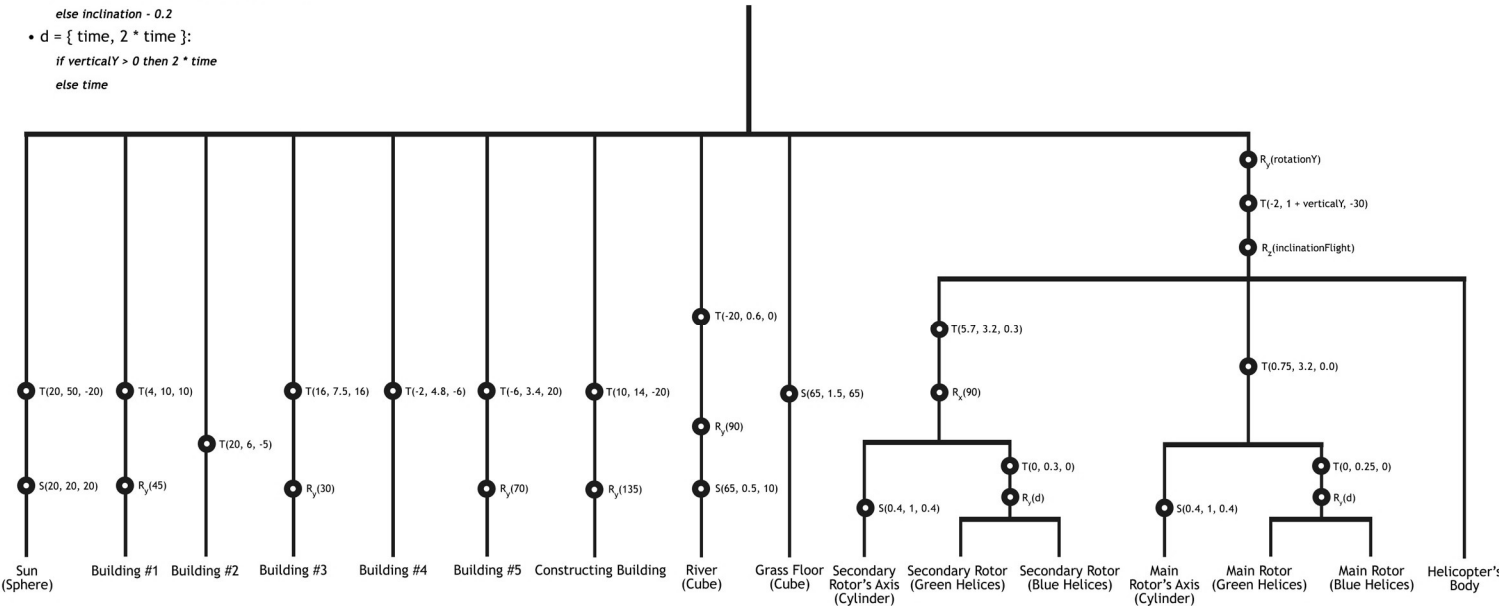 else inclination - 0.2
• d = { time, 2 * time }:
if verticalY > 0 then 2 * time
else time
Ry(rotationY)
T(-2, 1 + verticalY, -30)
Rz(inclinationFlight)
T(-20, 0.6, 0)
T(5.7, 3.2, 0.3)
T(0.75, 3.2, 0.0)
T(20, 50, -20)
T(4, 10, 10)
T(16, 7.5, 16)
T(-2, 4.8, -6)
T(-6, 3.4, 20)
T(10, 14, -20)
S(65, 1.5, 65)
Rx(90)
Ry(90)
T(20, 6, -5)
T(0, 0.3, 0)
T(0, 0.25, 0)
S(20, 20, 20)
Ry(45)
Ry(30)
Ry(70)
Ry(135)
S(65, 0.5, 10)
Ry(d)
Ry(d)
S(0.4, 1, 0.4)
S(0.4, 1, 0.4)
Sun
(Sphere)
Building #1
Building #2
Building #3
Building #4
Building #5
Constructing Building
River
(Cube)
Grass Floor
(Cube)
Secondary
Rotor's Axis
(Cylinder)
Secondary Rotor
(Green Helices)
Secondary Rotor
(Blue Helices)
Main
Rotor's Axis
(Cylinder)
Main Rotor
(Green Helices)
Main Rotor
(Blue Helices)
Helicopter's
Body